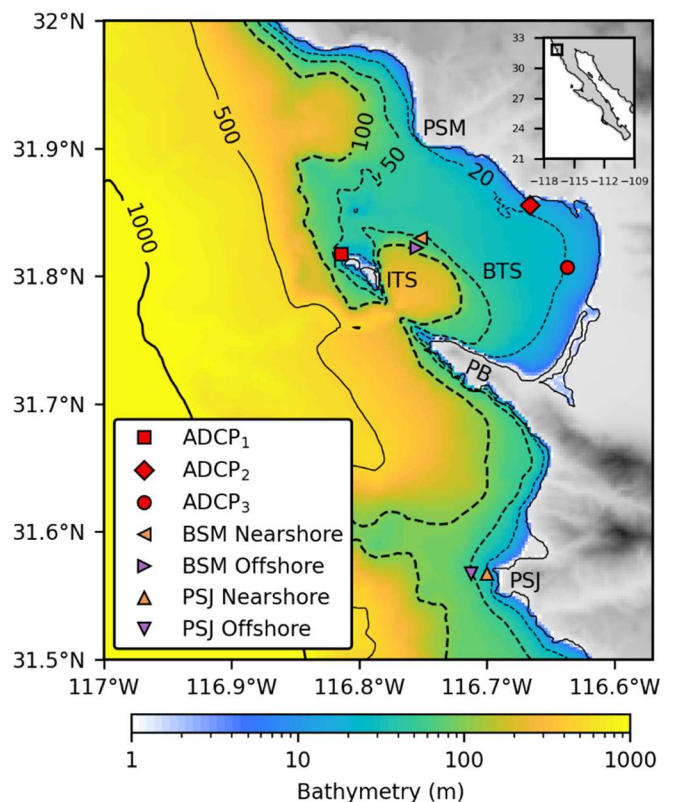 32°N
31.9°N
31.8°N
31.7°N
31.6°N
31.5°N
117°W
116.9°W
116.8°W
116.7°W
116.6°W
500
1000
100
50
20
PSM
BTS
ITS
PB
PSJ
33
30
27
24
21
−118
−115
−112
−109
ADCP₁
ADCP₂
ADCP₃
BSM Nearshore
BSM Offshore
PSJ Nearshore
PSJ Offshore
1
10
100
1000
Bathymetry (m)